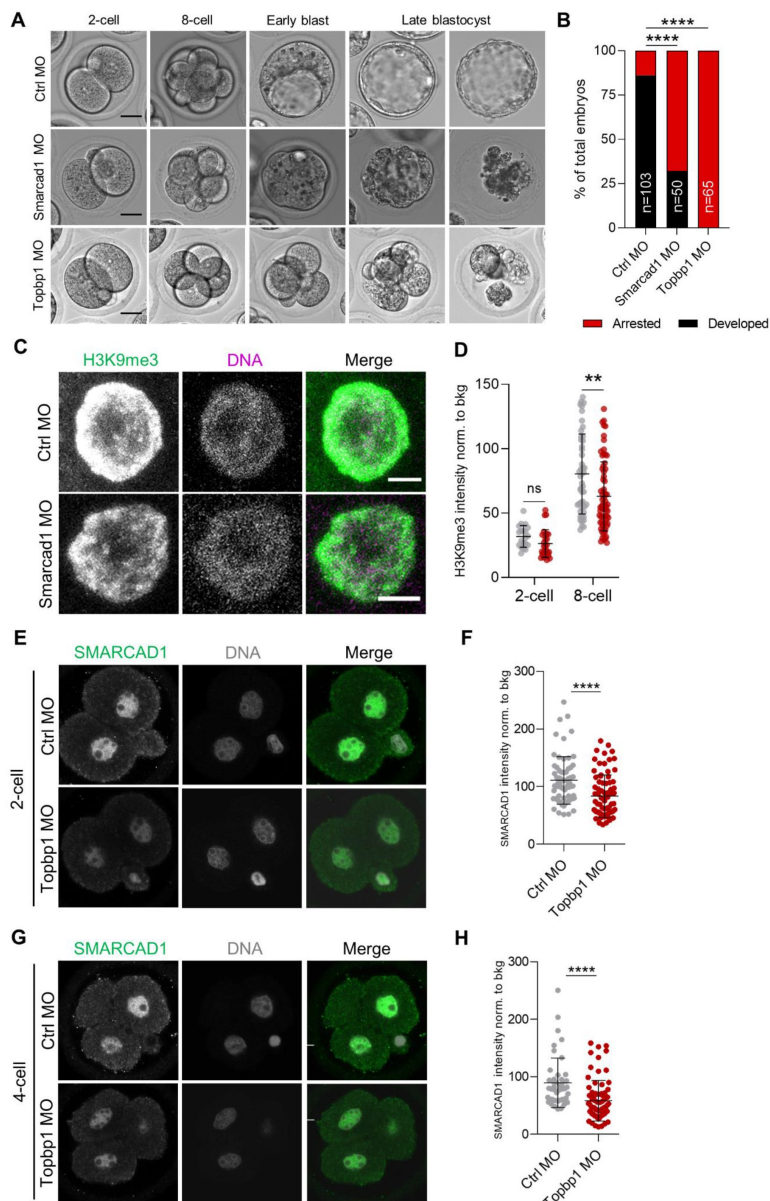 A
2-cell 8-cell Early blast Late blastocyst
Ctrl MO
Smarcad1 MO
Topbp1 MO
B
****
****
% of total embryos
100
75
50
25
0
n=103
n=50
n=65
Ctrl MO
Smarcad1 MO
Topbp1 MO
Arrested Developed
C
H3K9me3 DNA Merge
Ctrl MO
Smarcad1 MO
D
H3K9me3 intensity norm. to bkg
150
100
50
0
ns
**
2-cell 8-cell
E
SMARCAD1 DNA Merge
2-cell
Ctrl MO
Topbp1 MO
F
SMARCAD1 intensity norm. to bkg
300
200
100
0
****
Ctrl MO
Topbp1 MO
G
SMARCAD1 DNA Merge
4-cell
Ctrl MO
Topbp1 MO
H
SMARCAD1 intensity norm. to bkg
300
200
100
0
****
Ctrl MO
Topbp1 MO